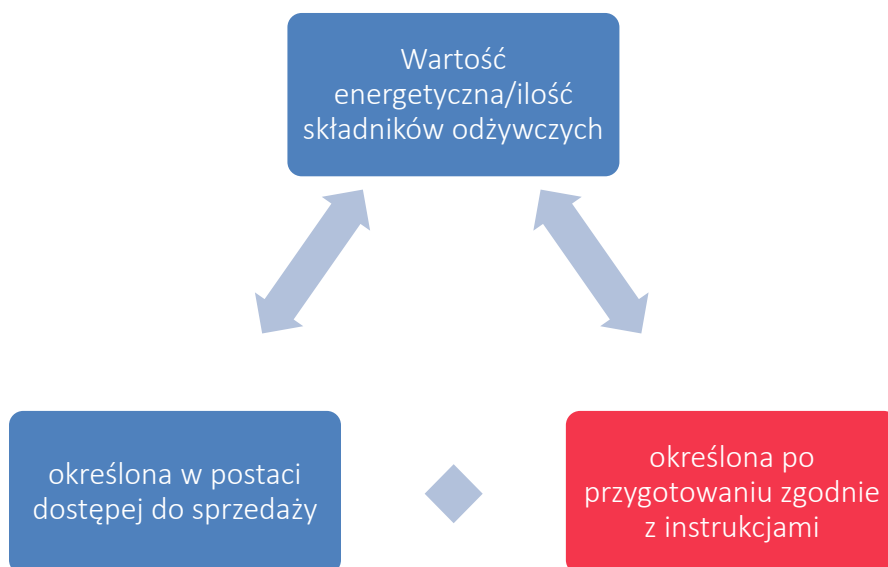 Wartość
energetyczna/ilość
składników odżywczych
określona w postaci
dostępej do sprzedaży
określona po
przygotowaniu zgodnie
z instrukcjami